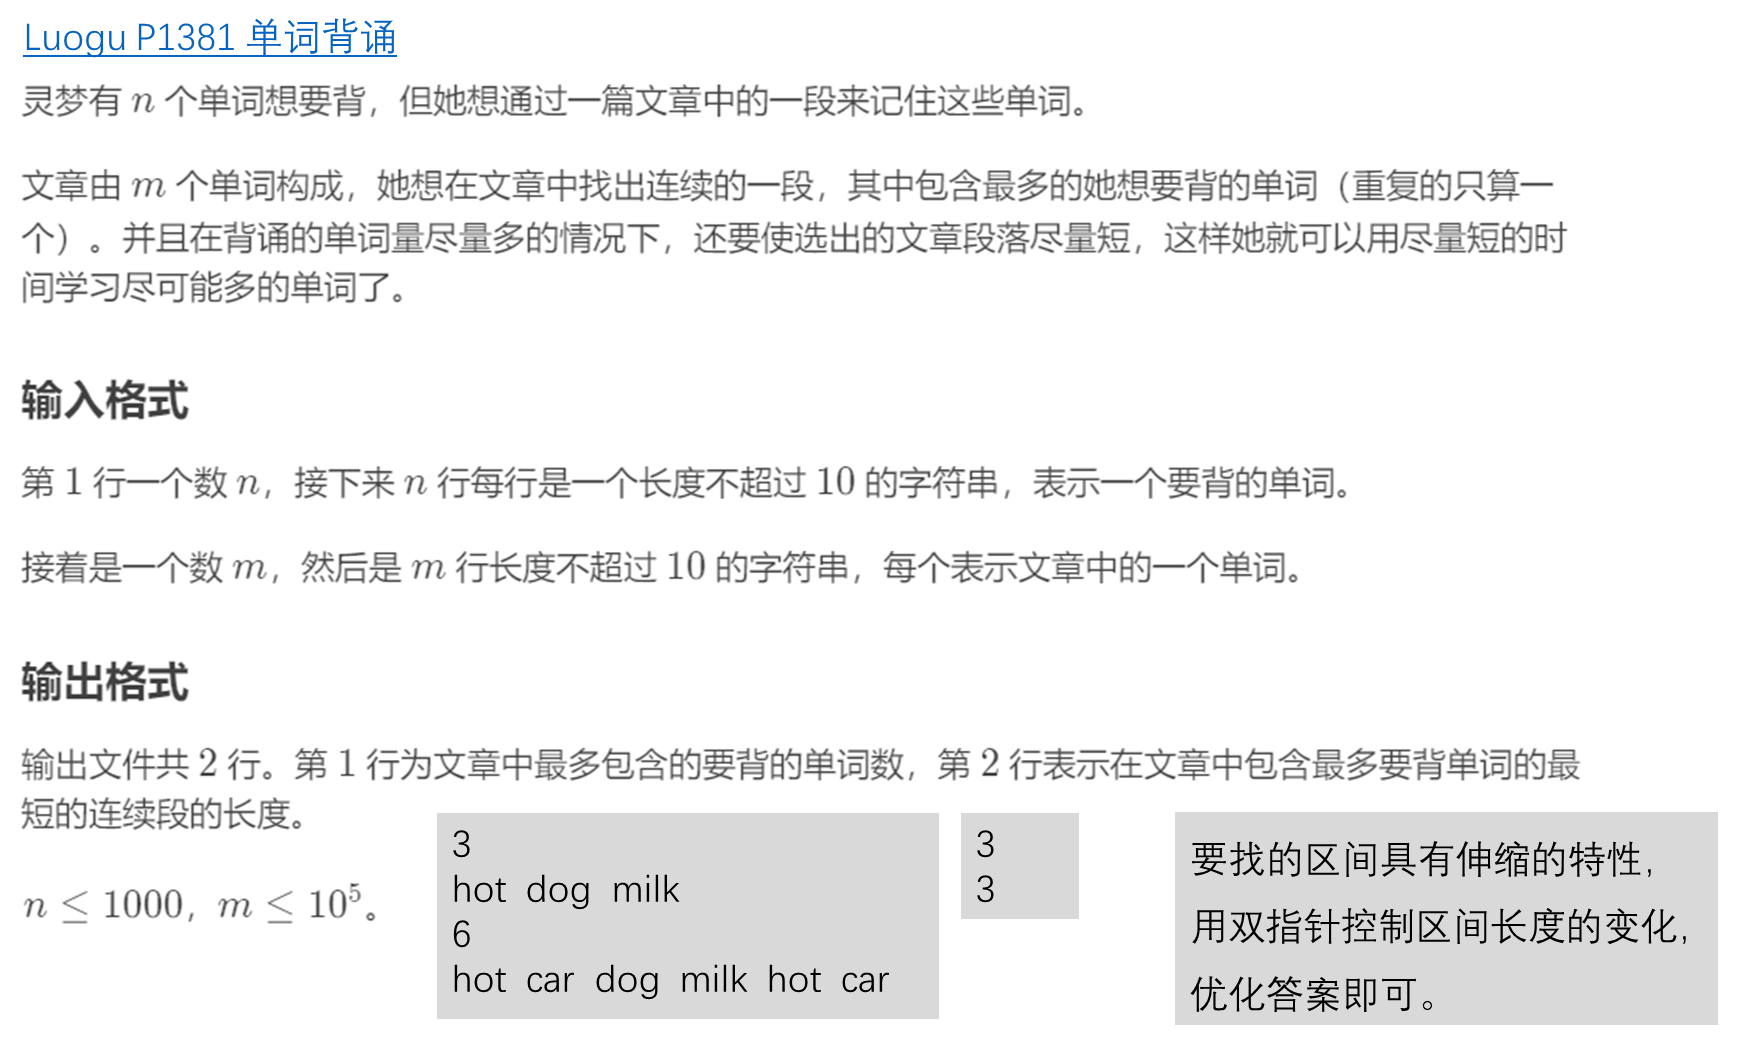 Luogu P1381 单词背诵
灵梦有 n 个单词想要背，但她想通过一篇文章中的一段来记住这些单词。
文章由 m 个单词构成，她想在文章中找出连续的一段，其中包含最多的她想要背的单词（重复的只算一
个）。并且在背诵的单词量尽量多的情况下，还要使选出的文章段落尽量短，这样她就可以用尽量短的时
间学习尽可能多的单词了。
输入格式
第 1 行一个数 n，接下来 n 行每行是一个长度不超过 10 的字符串，表示一个要背的单词。
接着是一个数 m，然后是 m 行长度不超过 10 的字符串，每个表示文章中的一个单词。
输出格式
输出文件共 2 行。第 1 行为文章中最多包含的要背的单词数，第 2 行表示在文章中包含最多要背单词的最
短的连续段的长度。
n ≤ 1000，m ≤ 10⁵。
3
hot dog milk
6
hot car dog milk hot car
3
3
要找的区间具有伸缩的特性，
用双指针控制区间长度的变化，
优化答案即可。